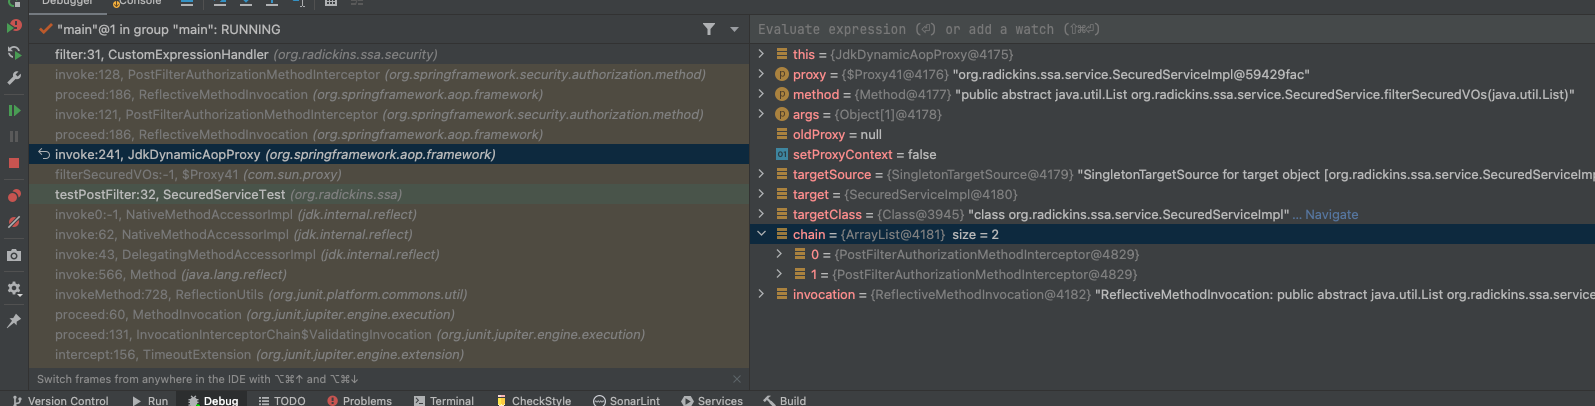 Debugger
Console
"main"@1 in group "main": RUNNING
filter:31, CustomExpressionHandler (org.radickins.ssa.security)
invoke:128, PostFilterAuthorizationMethodInterceptor (org.springframework.security.authorization.method)
proceed:186, ReflectiveMethodInvocation (org.springframework.aop.framework)
invoke:121, PostFilterAuthorizationMethodInterceptor (org.springframework.security.authorization.method)
proceed:186, ReflectiveMethodInvocation (org.springframework.aop.framework)
invoke:241, JdkDynamicAopProxy (org.springframework.aop.framework)
filterSecuredVOs:-1, $Proxy41 (com.sun.proxy)
testPostFilter:32, SecuredServiceTest (org.radickins.ssa)
invoke0:-1, NativeMethodAccessorImpl (jdk.internal.reflect)
invoke:62, NativeMethodAccessorImpl (jdk.internal.reflect)
invoke:43, DelegatingMethodAccessorImpl (jdk.internal.reflect)
invoke:566, Method (java.lang.reflect)
invokeMethod:728, ReflectionUtils (org.junit.platform.commons.util)
proceed:60, MethodInvocation (org.junit.jupiter.engine.execution)
proceed:131, InvocationInterceptorChain$ValidatingInvocation (org.junit.jupiter.engine.execution)
intercept:156, TimeoutExtension (org.junit.jupiter.engine.extension)
Switch frames from anywhere in the IDE with ⌥⌘↑ and ⌥⌘↓
Evaluate expression (⏎) or add a watch (⇧⌘⏎)
this = {JdkDynamicAopProxy@4175}
proxy = {$Proxy41@4176} "org.radickins.ssa.service.SecuredServiceImpl@59429fac"
method = {Method@4177} "public abstract java.util.List org.radickins.ssa.service.SecuredService.filterSecuredVOs(java.util.List)"
args = {Object[1]@4178}
oldProxy = null
setProxyContext = false
targetSource = {SingletonTargetSource@4179} "SingletonTargetSource for target object [org.radickins.ssa.service.SecuredServiceImp
target = {SecuredServiceImpl@4180}
targetClass = {Class@3945} "class org.radickins.ssa.service.SecuredServiceImpl" ... Navigate
chain = {ArrayList@4181} size = 2
0 = {PostFilterAuthorizationMethodInterceptor@4829}
1 = {PostFilterAuthorizationMethodInterceptor@4829}
invocation = {ReflectiveMethodInvocation@4182} "ReflectiveMethodInvocation: public abstract java.util.List org.radickins.ssa.service
Version Control
Run
Debug
TODO
Problems
Terminal
CheckStyle
SonarLint
Services
Build